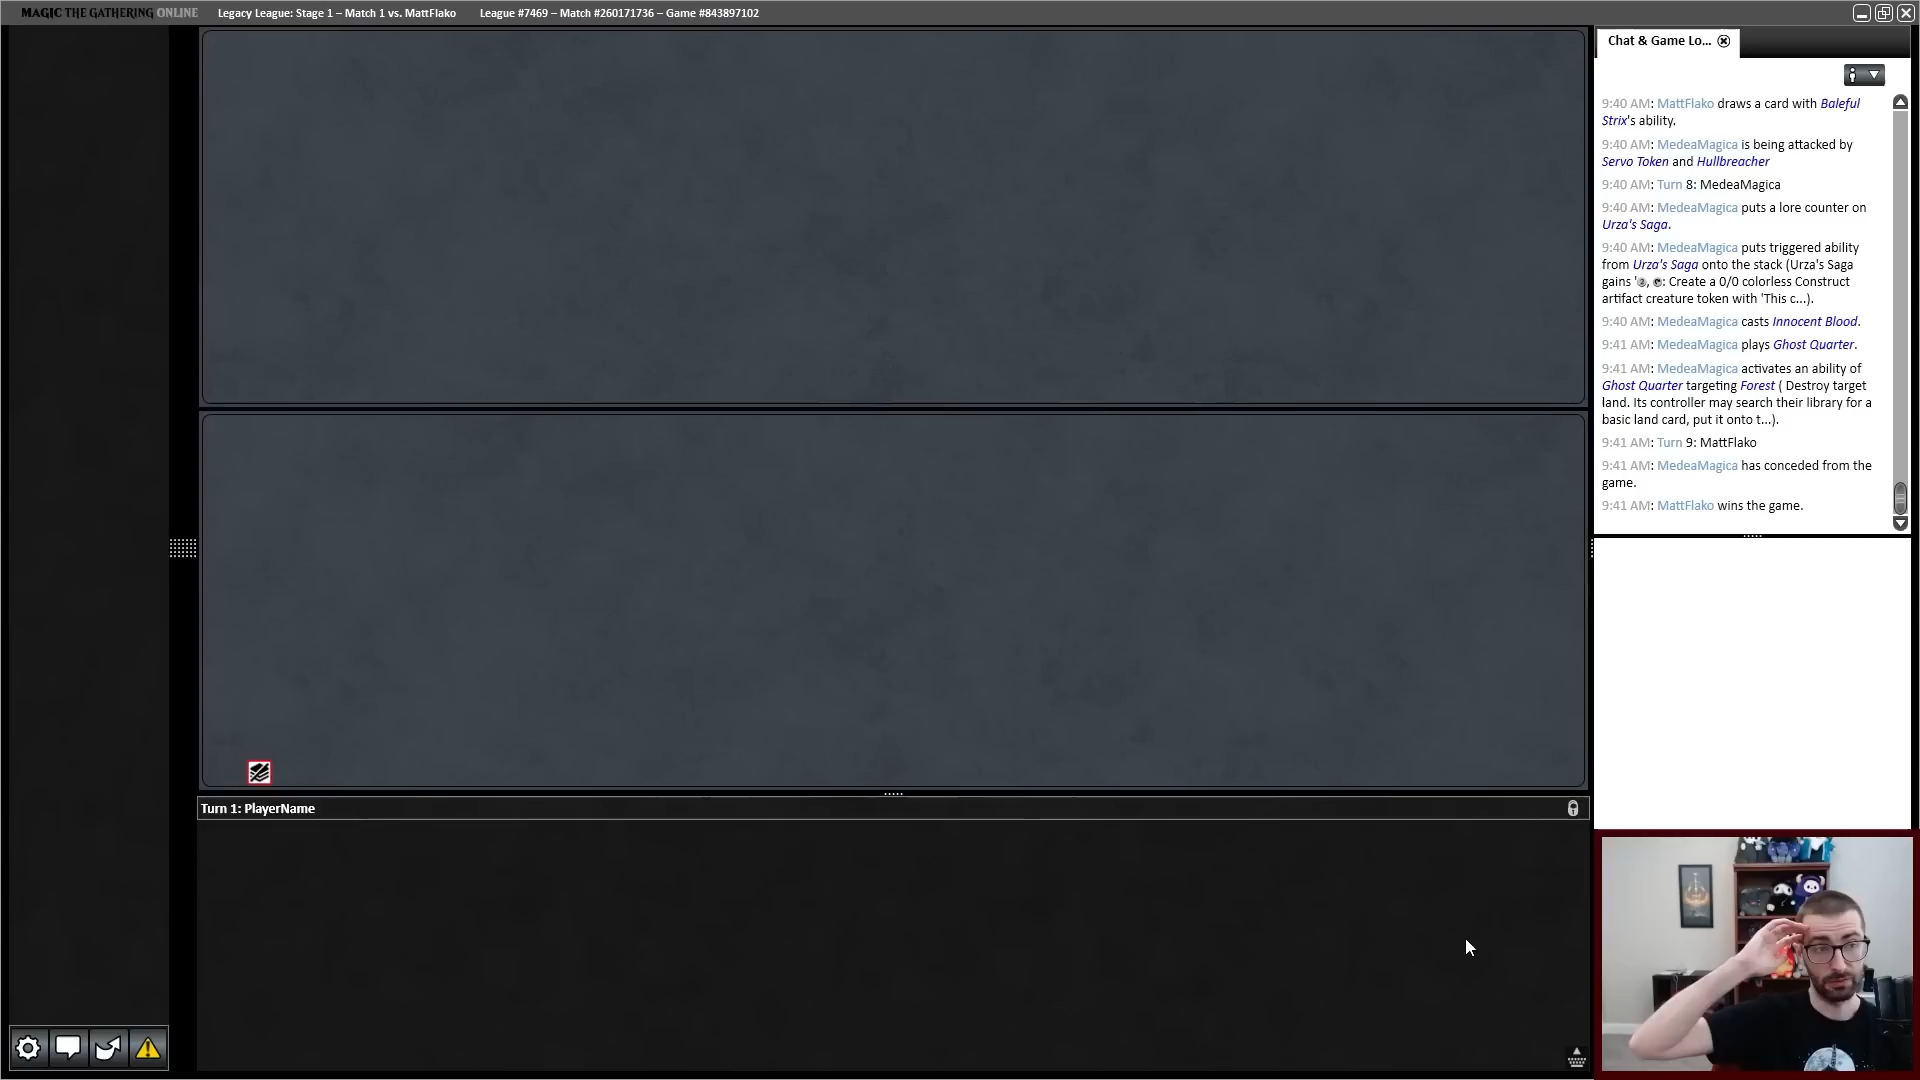 MAGIC THE GATHERING ONLINE Legacy League: Stage 1 – Match 1 vs. MattFlako League #7469 – Match #260171736 – Game #843897102
Chat & Game Lo...
9:40 AM: MattFlako draws a card with Baleful
Strix's ability.
9:40 AM: MedeaMagica is being attacked by
Servo Token and Hullbreacher
9:40 AM: Turn 8: MedeaMagica
9:40 AM: MedeaMagica puts a lore counter on
Urza's Saga.
9:40 AM: MedeaMagica puts triggered ability
from Urza's Saga onto the stack (Urza's Saga
gains '2, : Create a 0/0 colorless Construct
artifact creature token with 'This c...).
9:40 AM: MedeaMagica casts Innocent Blood.
9:41 AM: MedeaMagica plays Ghost Quarter.
9:41 AM: MedeaMagica activates an ability of
Ghost Quarter targeting Forest ( Destroy target
land. Its controller may search their library for a
basic land card, put it onto t...).
9:41 AM: Turn 9: MattFlako
9:41 AM: MedeaMagica has conceded from the
game.
9:41 AM: MattFlako wins the game.
Turn 1: PlayerName